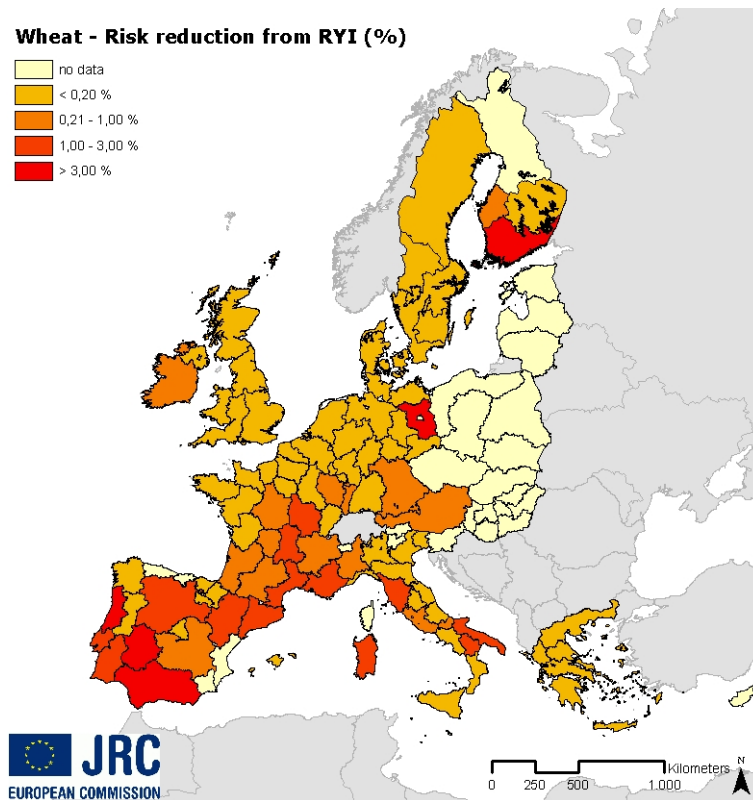 Wheat - Risk reduction from RYI (%)
no data
< 0,20 %
0,21 - 1,00 %
1,00 - 3,00 %
> 3,00 %
JRC
EUROPEAN COMMISSION
Kilometers
0 250 500 1.000
N